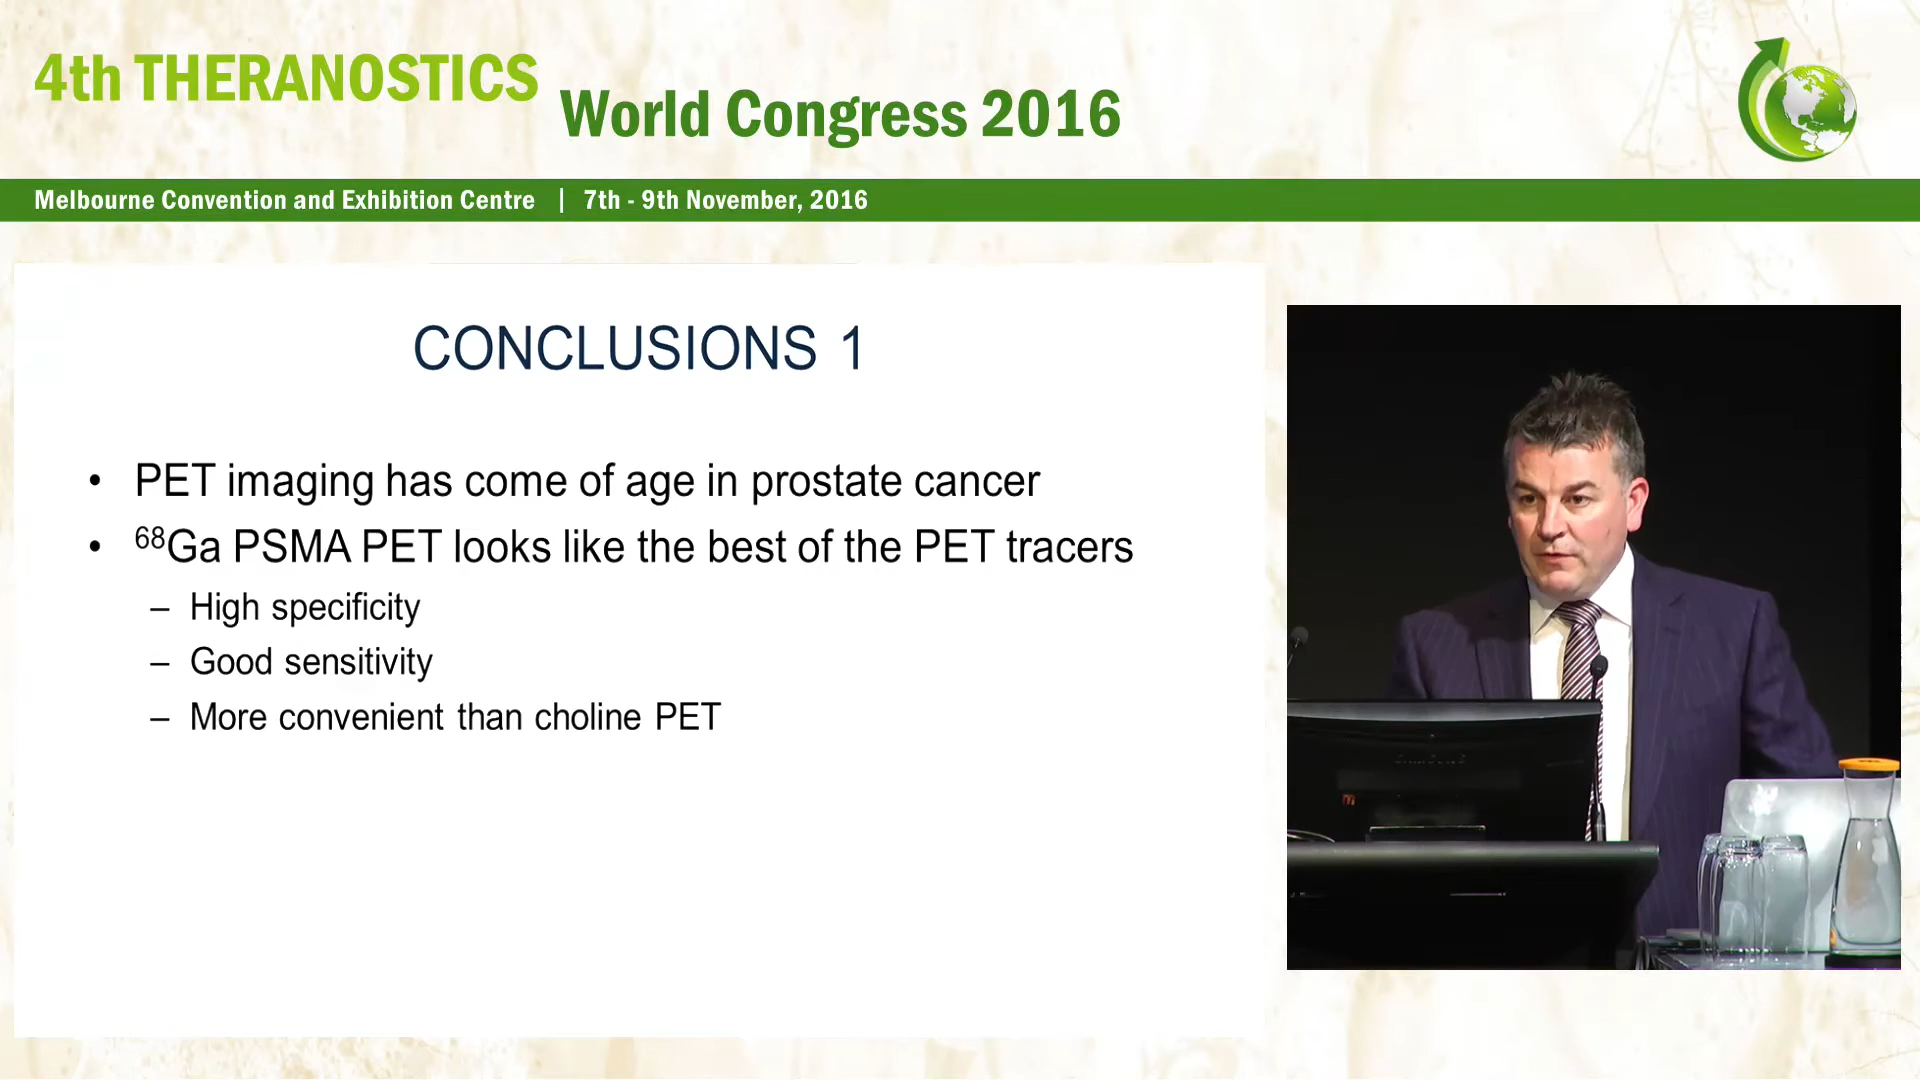 4th THERANOSTICS
World Congress 2016
Melbourne Convention and Exhibition Centre | 7th - 9th November, 2016
CONCLUSIONS 1
• PET imaging has come of age in prostate cancer
• ⁶⁸Ga PSMA PET looks like the best of the PET tracers
– High specificity
– Good sensitivity
– More convenient than choline PET
SAMSUNG